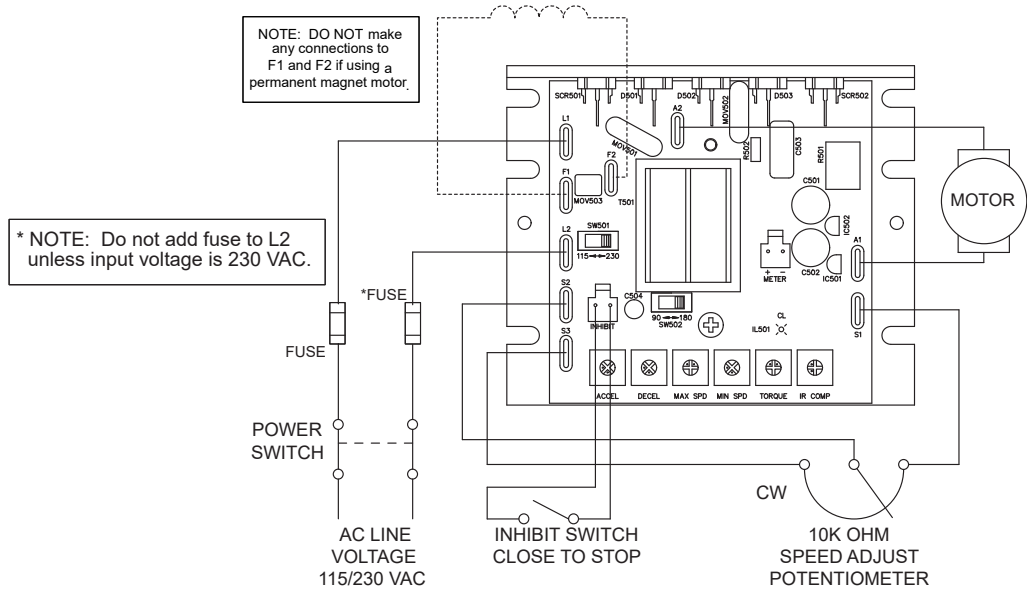 NOTE: DO NOT make
any connections to
F1 and F2 if using a
permanent magnet motor.
SCR501
D501
D502
MOV502
D503
SCR502
L1
A2
MOV501
R502
C503
R501
F2
F1
MOV503
T501
C501
MOTOR
IC502
* NOTE: Do not add fuse to L2
unless input voltage is 230 VAC.
L2
SW501
115 230
A1
+ -
METER
C502
IC501
*FUSE
S2
C504
INHIBIT
90 180
SW502
CL
IL501
S1
S3
FUSE
ACCEL
DECEL
MAX SPD
MIN SPD
TORQUE
IR COMP
POWER
SWITCH
CW
AC LINE
VOLTAGE
115/230 VAC
INHIBIT SWITCH
CLOSE TO STOP
10K OHM
SPEED ADJUST
POTENTIOMETER